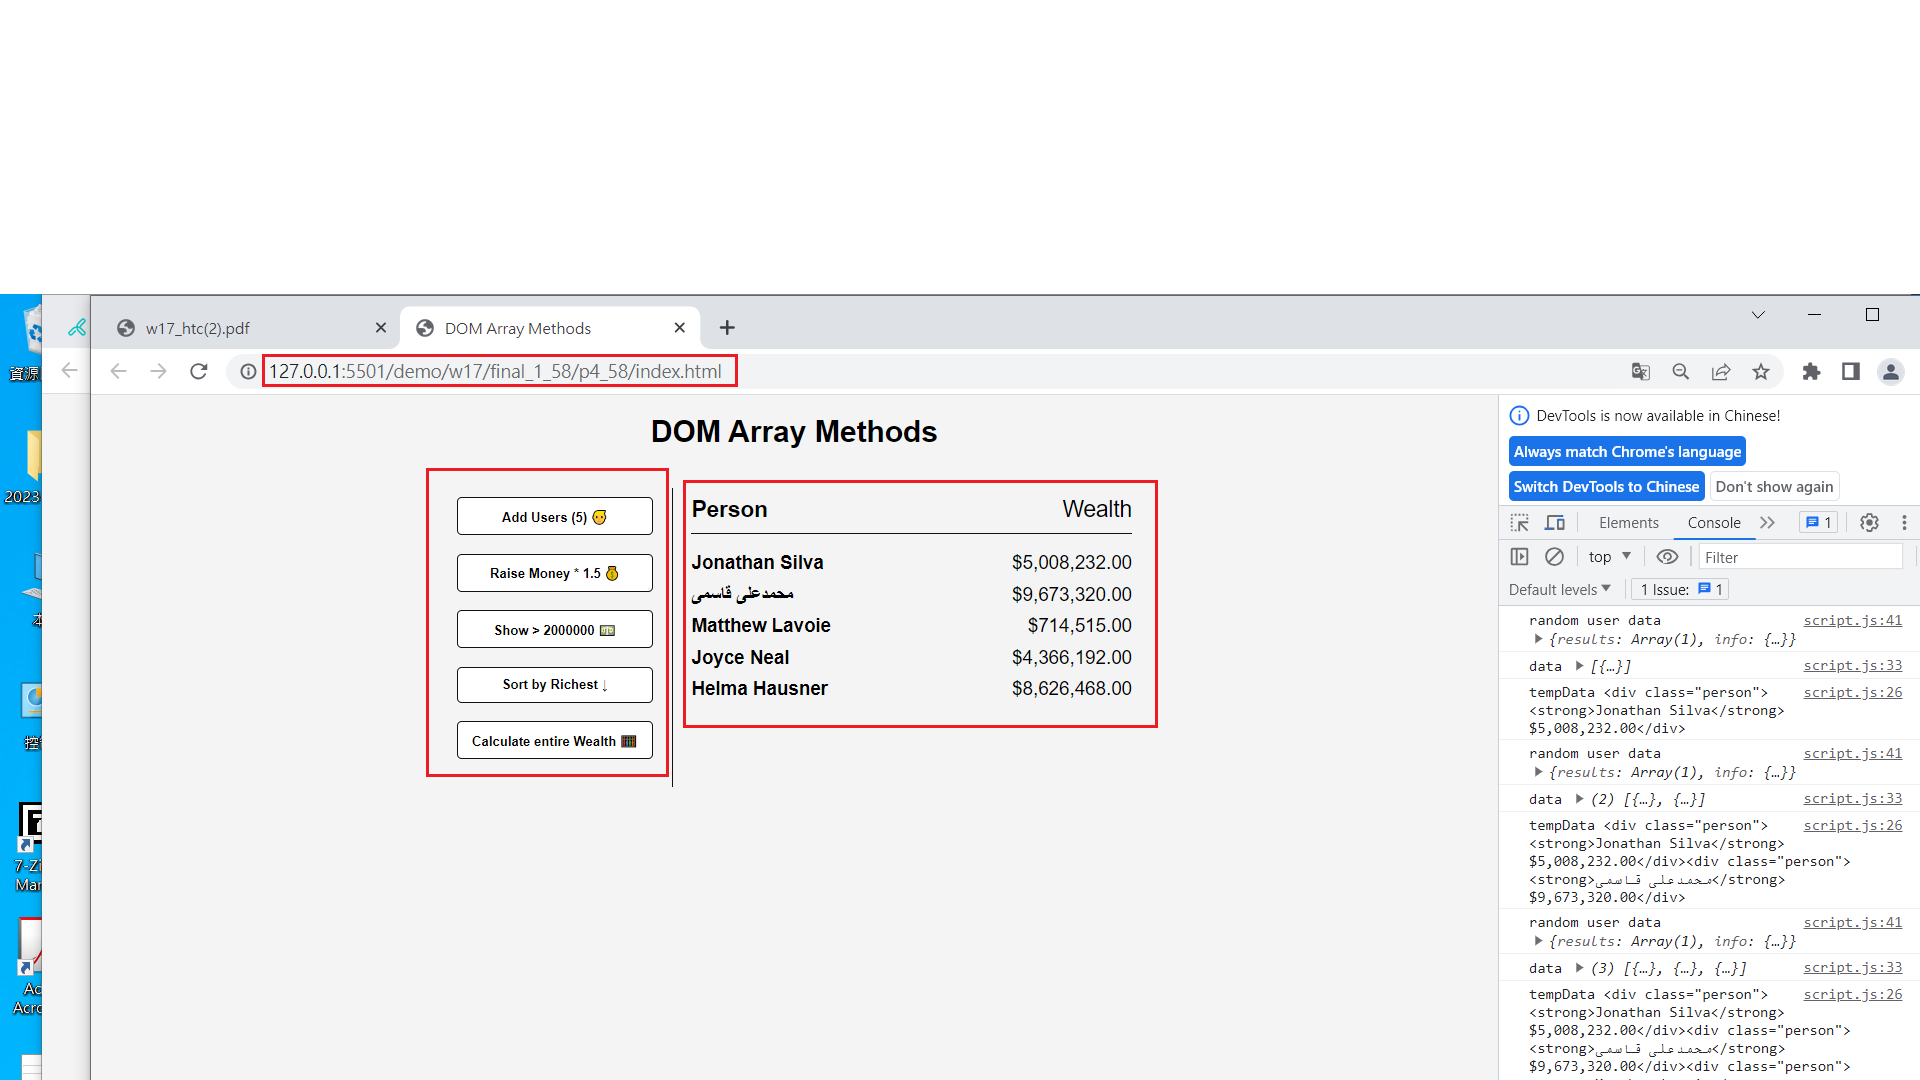 w17_htc(2).pdf
DOM Array Methods
127.0.0.1:5501/demo/w17/final_1_58/p4_58/index.html
DOM Array Methods
Add Users (5)
Raise Money * 1.5
Show > 2000000
Sort by Richest ↓
Calculate entire Wealth
Person Wealth
Jonathan Silva $5,008,232.00
محمدعلی قاسمی $9,673,320.00
Matthew Lavoie $714,515.00
Joyce Neal $4,366,192.00
Helma Hausner $8,626,468.00
DevTools is now available in Chinese!
Always match Chrome's language
Switch DevTools to Chinese Don't show again
Elements Console 1
top Filter
Default levels 1 Issue: 1
random user data script.js:41
{results: Array(1), info: {…}}
data [{…}] script.js:33
tempData <div class="person"> script.js:26
<strong>Jonathan Silva</strong>
$5,008,232.00</div>
random user data script.js:41
{results: Array(1), info: {…}}
data (2) [{…}, {…}] script.js:33
tempData <div class="person"> script.js:26
<strong>Jonathan Silva</strong>
$5,008,232.00</div><div class="person">
<strong>محمدعلی قاسمی</strong>
$9,673,320.00</div>
random user data script.js:41
{results: Array(1), info: {…}}
data (3) [{…}, {…}, {…}] script.js:33
tempData <div class="person"> script.js:26
<strong>Jonathan Silva</strong>
$5,008,232.00</div><div class="person">
<strong>محمدعلی قاسمی</strong>
$9,673,320.00</div><div class="person">
資源
2023
本
控
7-Zi
Mar
Ac
Acro